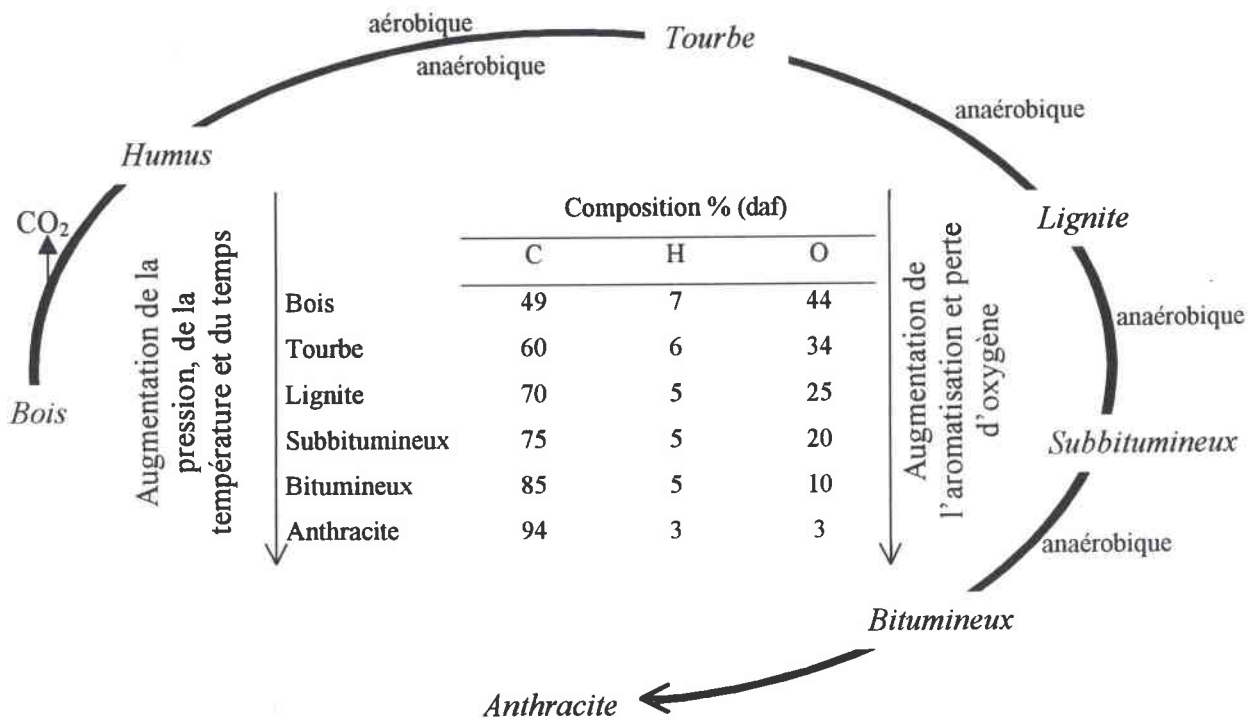 aérobique
Tourbe
anaérobique
anaérobique
Humus
CO₂
Bois
Augmentation de la
pression, de la
température et du temps
Composition % (daf)
C H O
Bois 49 7 44
Tourbe 60 6 34
Lignite 70 5 25
Subbitumineux 75 5 20
Bitumineux 85 5 10
Anthracite 94 3 3
Augmentation de
l'aromatisation et perte
d'oxygène
Lignite
anaérobique
Subbitumineux
anaérobique
Bitumineux
Anthracite